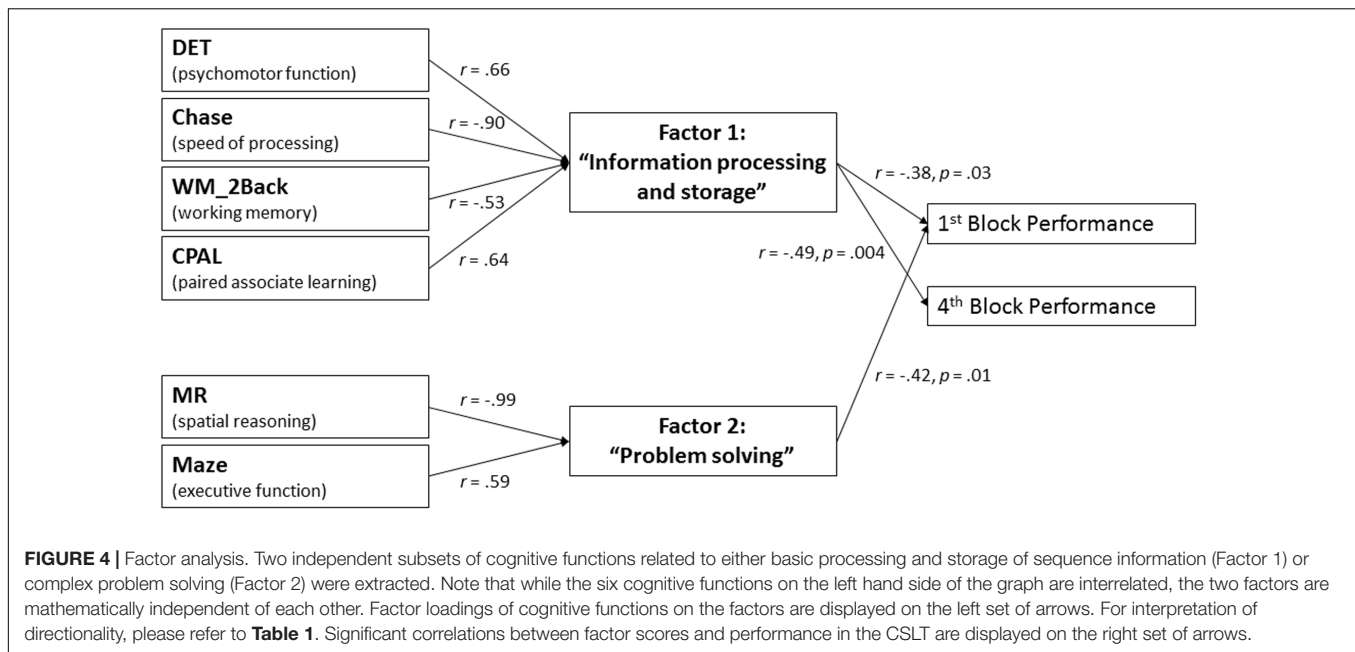 DET
(psychomotor function)
r = .66
Chase
(speed of processing)
r = -.90
WM_2Back
(working memory)
r = -.53
CPAL
(paired associate learning)
r = .64
Factor 1:
“Information processing
and storage”
r = -.38, p = .03
1st Block Performance
r = -.49, p = .004
4th Block Performance
r = -.42, p = .01
MR
(spatial reasoning)
r = -.99
Maze
(executive function)
r = .59
Factor 2:
“Problem solving”
FIGURE 4 | Factor analysis. Two independent subsets of cognitive functions related to either basic processing and storage of sequence information (Factor 1) or
complex problem solving (Factor 2) were extracted. Note that while the six cognitive functions on the left hand side of the graph are interrelated, the two factors are
mathematically independent of each other. Factor loadings of cognitive functions on the factors are displayed on the left set of arrows. For interpretation of
directionality, please refer to Table 1. Significant correlations between factor scores and performance in the CSLT are displayed on the right set of arrows.